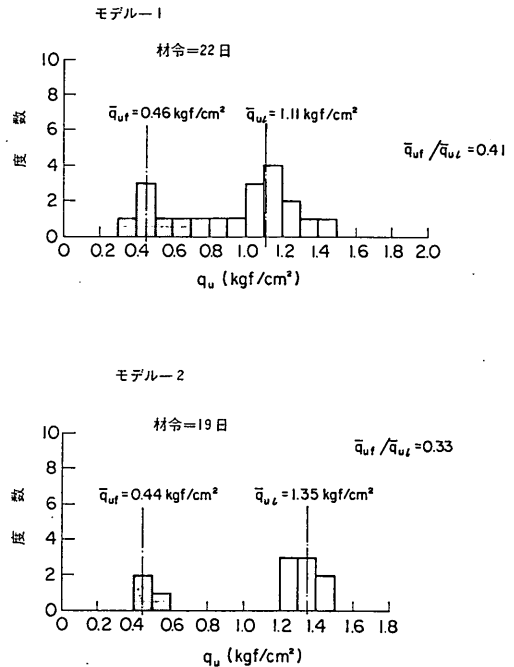 モデル－1
材令＝22日
q̄uf＝0.46 kgf/cm²
q̄uℓ＝1.11 kgf/cm²
q̄uf / q̄uℓ ＝0.41
度数
10
8
6
4
2
0
0 0.2 0.4 0.6 0.8 1.0 1.2 1.4 1.6 1.8 2.0
qu (kgf/cm²)
モデル－2
材令＝19日
q̄uf / q̄uℓ ＝0.33
q̄uf＝0.44 kgf/cm²
q̄uℓ＝1.35 kgf/cm²
度数
10
8
6
4
2
0
0 0.2 0.4 0.6 0.8 1.0 1.2 1.4 1.6 1.8
qu (kgf/cm²)